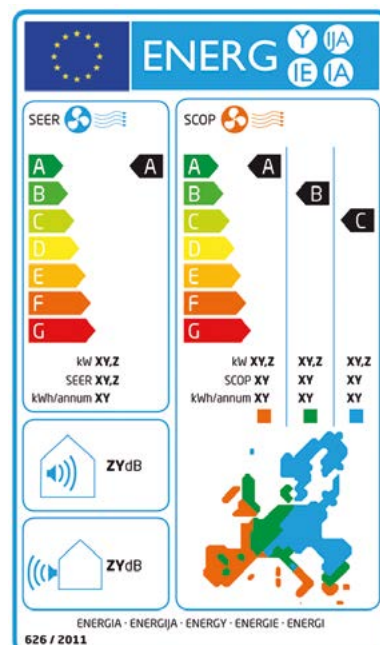 ENERG Y IJA IE IA
SEER
A A
B
C
D
E
F
G
kW XY,Z
SEER XY,Z
kWh/annum XY
SCOP
A A
B B
C C
D
E
F
G
kW XY,Z XY,Z XY,Z
SCOP XY XY XY
kWh/annum XY XY XY
ZYdB
ZYdB
ENERGIA · ENERGIJA · ENERGY · ENERGIE · ENERGI
626 / 2011